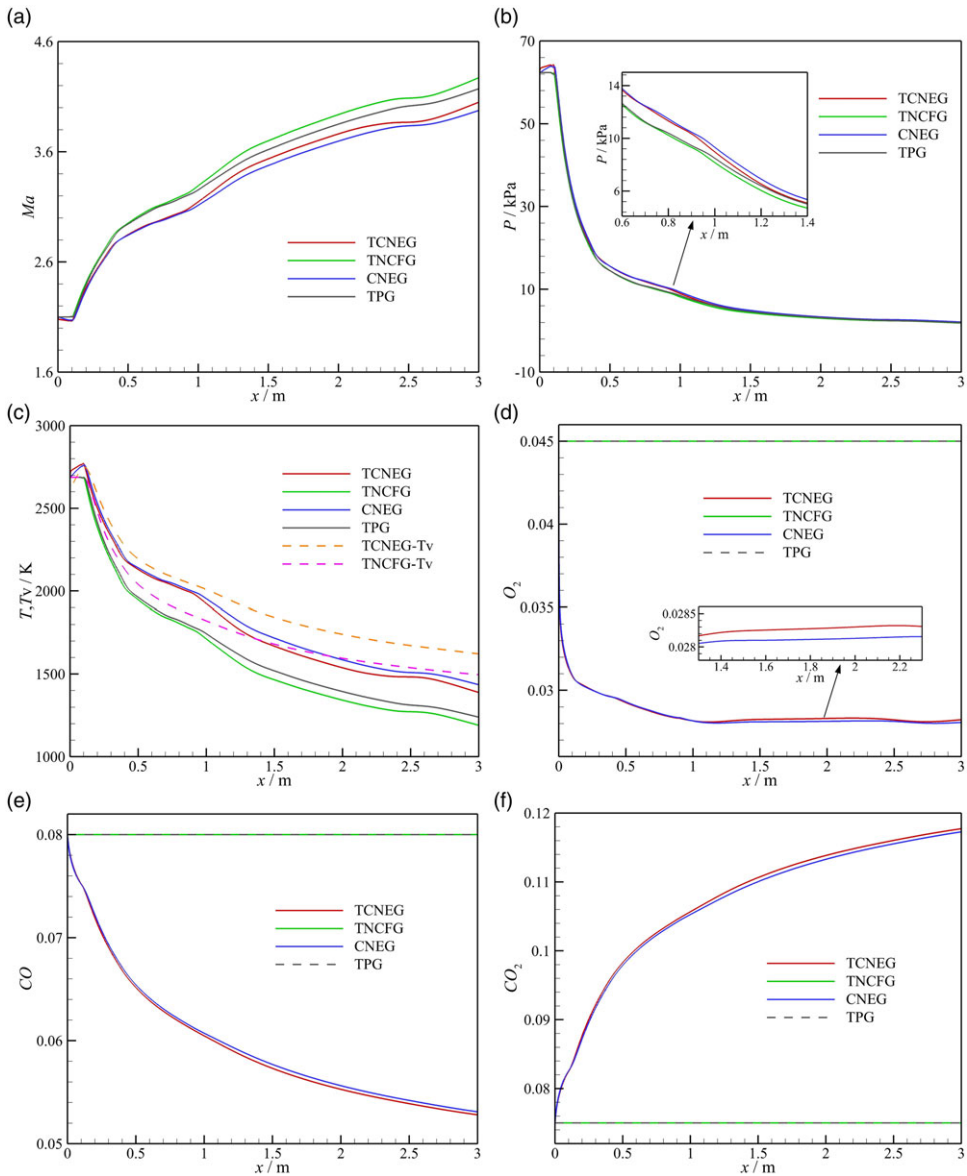 (a)
4.6
3.6
2.6
1.6
Ma
TCNEG
TNCFG
CNEG
TPG
0 0.5 1 1.5 2 2.5 3
x / m
(b)
70
50
30
10
-10
P / kPa
14
10
6
P / kPa
0.6 0.8 1 1.2 1.4
x / m
TCNEG
TNCFG
CNEG
TPG
0 0.5 1 1.5 2 2.5 3
x / m
(c)
3000
2500
2000
1500
1000
T,Tv / K
TCNEG
TNCFG
CNEG
TPG
TCNEG-Tv
TNCFG-Tv
0 0.5 1 1.5 2 2.5 3
x / m
(d)
0.045
0.04
0.035
0.03
O2
TCNEG
TNCFG
CNEG
TPG
0.0285
0.028
O2
1.4 1.6 1.8 2 2.2
x / m
0 0.5 1 1.5 2 2.5 3
x / m
(e)
0.08
0.07
0.06
0.05
CO
TCNEG
TNCFG
CNEG
TPG
0 0.5 1 1.5 2 2.5 3
x / m
(f)
0.12
0.11
0.1
0.09
0.08
CO2
TCNEG
TNCFG
CNEG
TPG
0 0.5 1 1.5 2 2.5 3
x / m